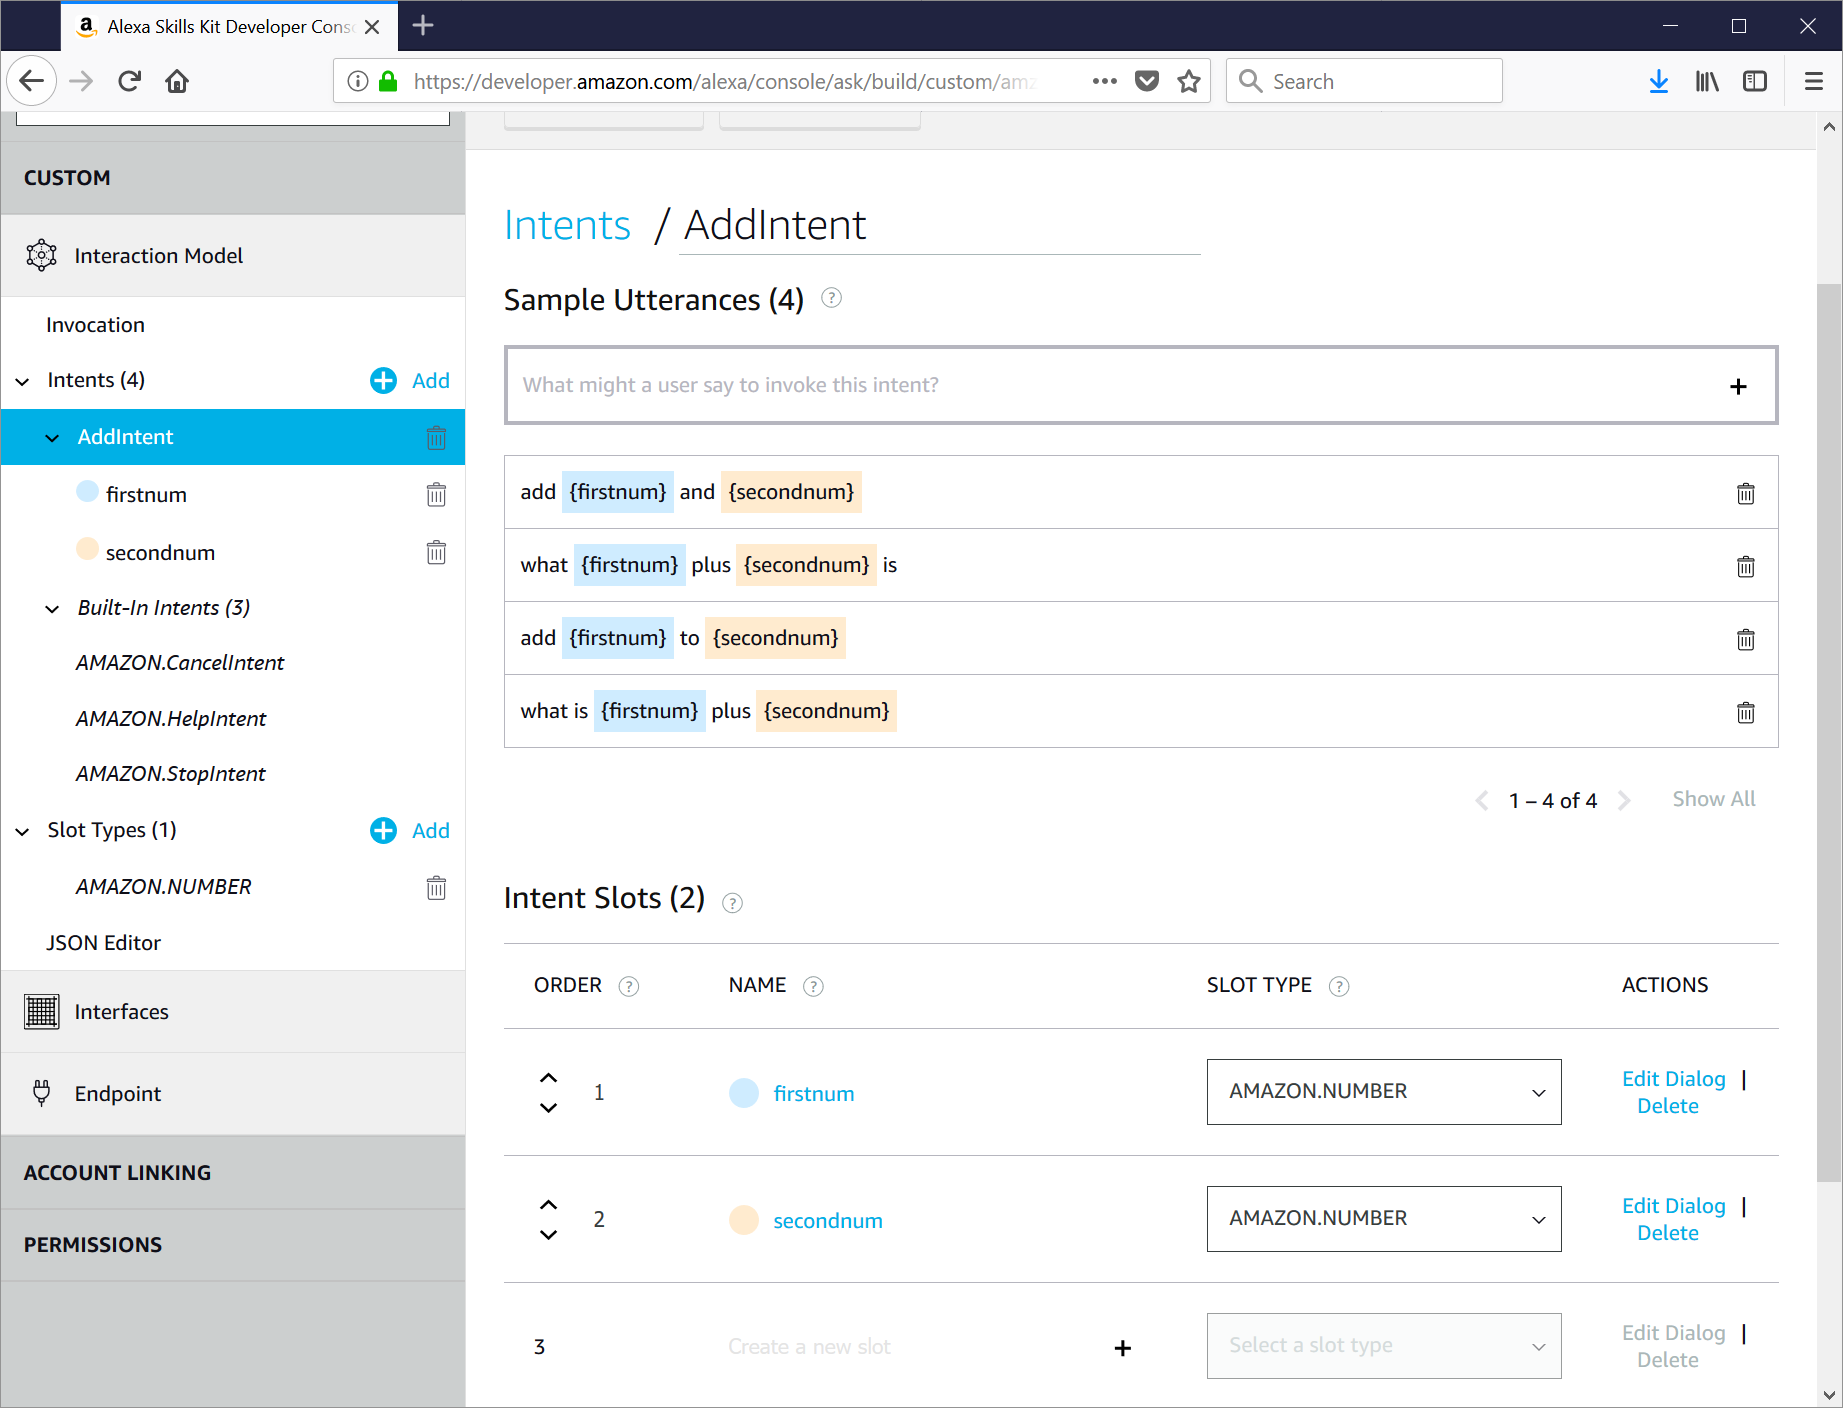 Alexa Skills Kit Developer Cons
https://developer.amazon.com/alexa/console/ask/build/custom/amz
Search
CUSTOM
Interaction Model
Invocation
Intents (4)
Add
AddIntent
firstnum
secondnum
Built-In Intents (3)
AMAZON.CancelIntent
AMAZON.HelpIntent
AMAZON.StopIntent
Slot Types (1)
Add
AMAZON.NUMBER
JSON Editor
Interfaces
Endpoint
ACCOUNT LINKING
PERMISSIONS
Intents / AddIntent
Sample Utterances (4) ?
What might a user say to invoke this intent?
add {firstnum} and {secondnum}
what {firstnum} plus {secondnum} is
add {firstnum} to {secondnum}
what is {firstnum} plus {secondnum}
1 – 4 of 4
Show All
Intent Slots (2) ?
ORDER ? NAME ? SLOT TYPE ? ACTIONS
1 firstnum AMAZON.NUMBER Edit Dialog |
Delete
2 secondnum AMAZON.NUMBER Edit Dialog |
Delete
3 Create a new slot + Select a slot type Edit Dialog |
Delete